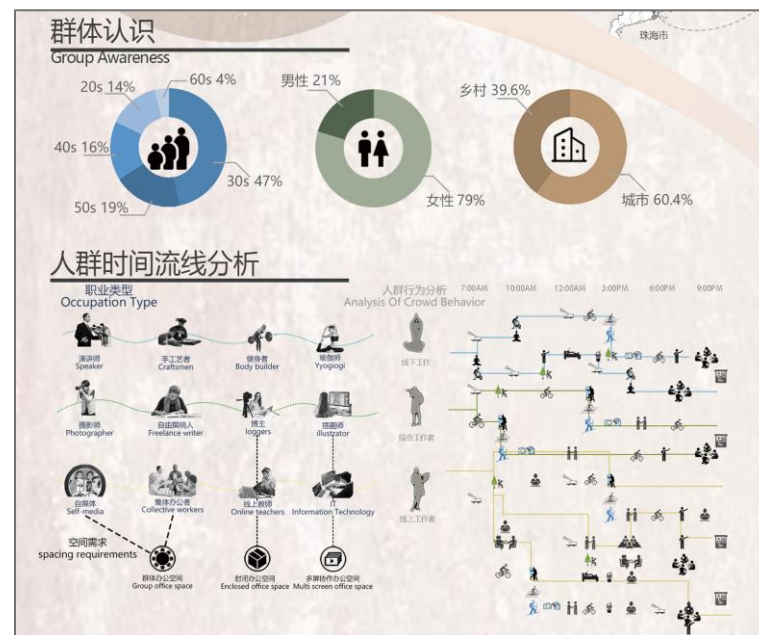 珠海市
群体认识
Group Awareness
20s 14%
60s 4%
40s 16%
50s 19%
30s 47%
男性 21%
女性 79%
乡村 39.6%
城市 60.4%
人群时间流线分析
职业类型
Occupation Type
人群行为分析
Analysis Of Crowd Behavior
7:00AM 10:00AM 12:00AM 3:00PM 6:00PM 9:00PM
演讲师 手工艺者 健身者 瑜伽师
Speaker Craftsmen Body builder Yyogiogi
线下工作
摄影师 自由撰稿人 博主 插画师
Photographer Freelance writer loggers illustrator
综合工作者
自媒体 集体办公者 线上教师 IT
Self-media Collective workers Online teachers Information Technology
线上工作者
空间需求
spacing requirements
群体办公空间 封闭办公空间 多屏协作办公空间
Group office space Enclosed office space Multi screen office space